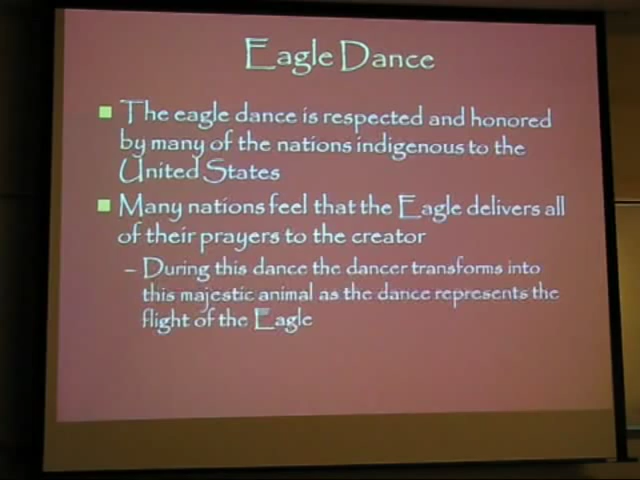 Eagle Dance
The eagle dance is respected and honored
by many of the nations indigenous to the
United States
Many nations feel that the Eagle delivers all
of their prayers to the creator
– During this dance the dancer transforms into
this majestic animal as the dance represents the
flight of the Eagle